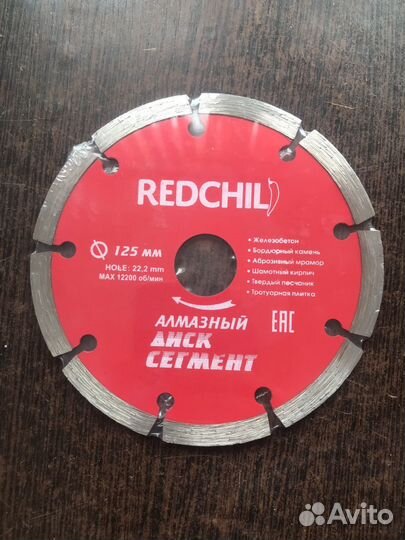 REDCHILI
125 мм
HOLE: 22,2 mm
MAX 12200 об/мин
• Железобетон
• Бордюрный камень
• Абразивный мрамор
• Шамотный кирпич
• Твердый песчаник
• Тротуарная плитка
АЛМАЗНЫЙ
ДИСК
СЕГМЕНТ
EAC
Avito